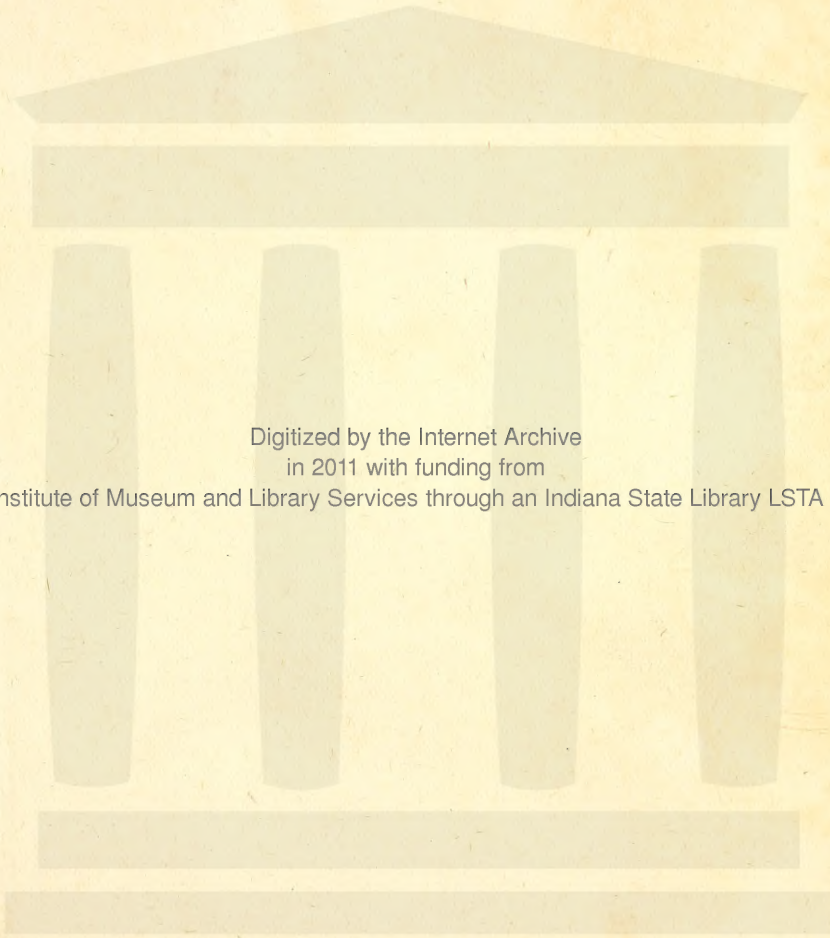 Digitized by the Internet Archive
in 2011 with funding from
nstitute of Museum and Library Services through an Indiana State Library LSTA